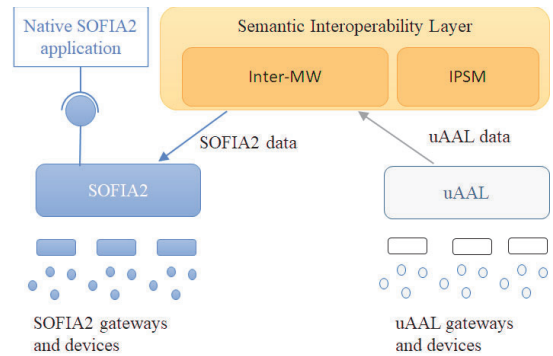 Native SOFIA2
application
Semantic Interoperability Layer
Inter-MW
IPSM
SOFIA2 data
uAAL data
SOFIA2
uAAL
SOFIA2 gateways
and devices
uAAL gateways
and devices